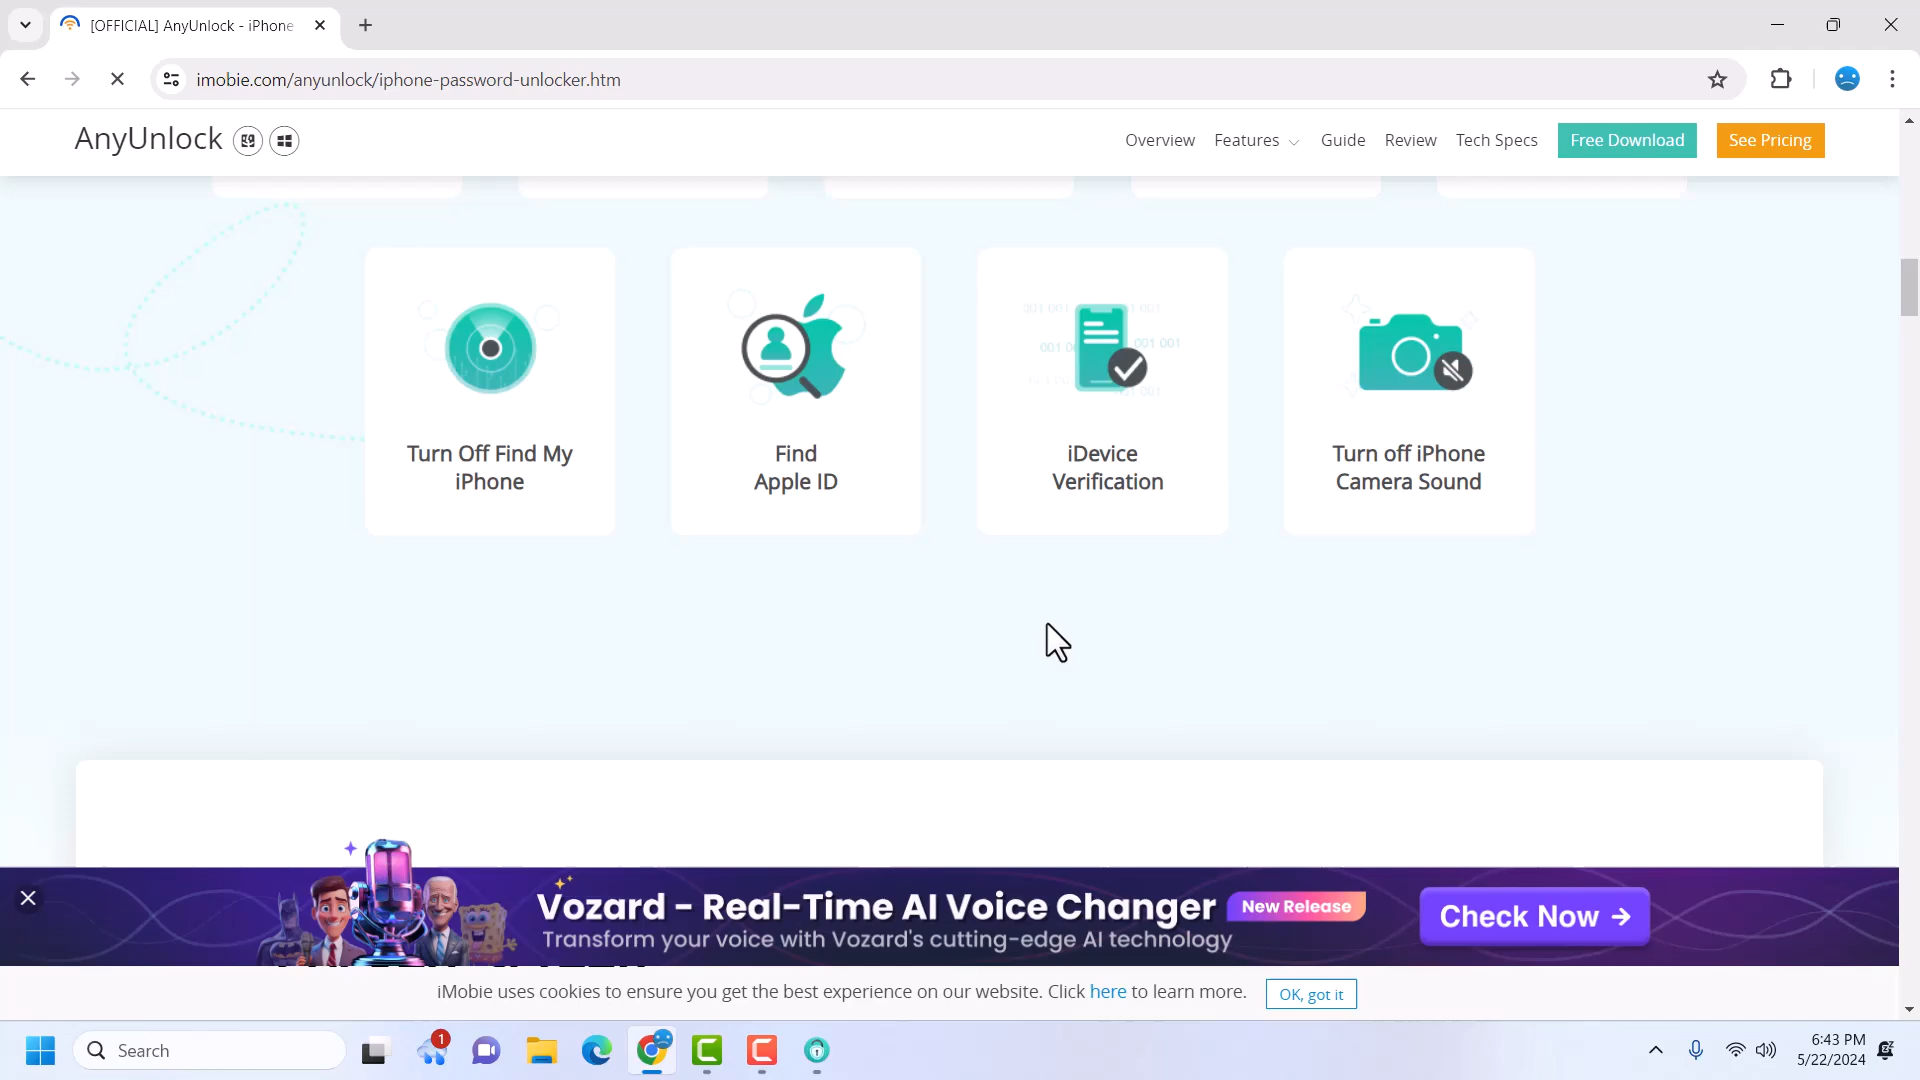 [OFFICIAL] AnyUnlock - iPhone
imobie.com/anyunlock/iphone-password-unlocker.htm
AnyUnlock
Overview
Features
Guide
Review
Tech Specs
Free Download
See Pricing
Turn Off Find My
iPhone
Find
Apple ID
001 001
001
iDevice
Verification
Turn off iPhone
Camera Sound
Vozard - Real-Time AI Voice Changer
New Release
Transform your voice with Vozard's cutting-edge AI technology
Check Now →
iMobie uses cookies to ensure you get the best experience on our website. Click here to learn more.
OK, got it
Search
1
6:43 PM
5/22/2024